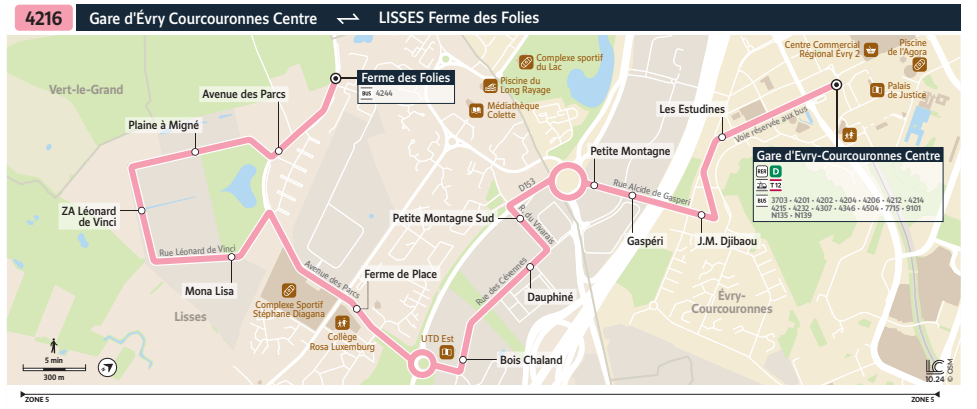 4216 Gare d'Évry Courcouronnes Centre ⇌ LISSES Ferme des Folies
Vert-le-Grand
Avenue des Parcs
Ferme des Folies
BUS 4244
Plaine à Migné
Complexe sportif
du Lac
Piscine du
Long Rayage
Médiathèque
Colette
Centre Commercial
Régional Évry 2
Piscine
de l'Agora
Palais
de Justice
Les Estudines
Voie réservée aux bus
Gare d'Evry-Courcouronnes Centre
RER D
T12
BUS 3703 • 4201 • 4202 • 4204 • 4206 • 4212 • 4214
4215 • 4232 • 4307 • 4346 • 4504 • 7715 • 9101
N135 • N139
Petite Montagne
D153
Rue Alcide de Gasperi
ZA Léonard
de Vinci
Petite Montagne Sud
R. du Vivarais
Gaspéri
J.M. Djibaou
Rue Léonard de Vinci
Mona Lisa
Avenue des Parcs
Ferme de Place
Rue des Cévennes
Dauphiné
Complexe Sportif
Stéphane Diagana
Lisses
Évry-
Courcouronnes
Collège
Rosa Luxemburg
UTD Est
Bois Chaland
5 min
300 m
LC
10.24
© OSM
ZONE 5
ZONE 5